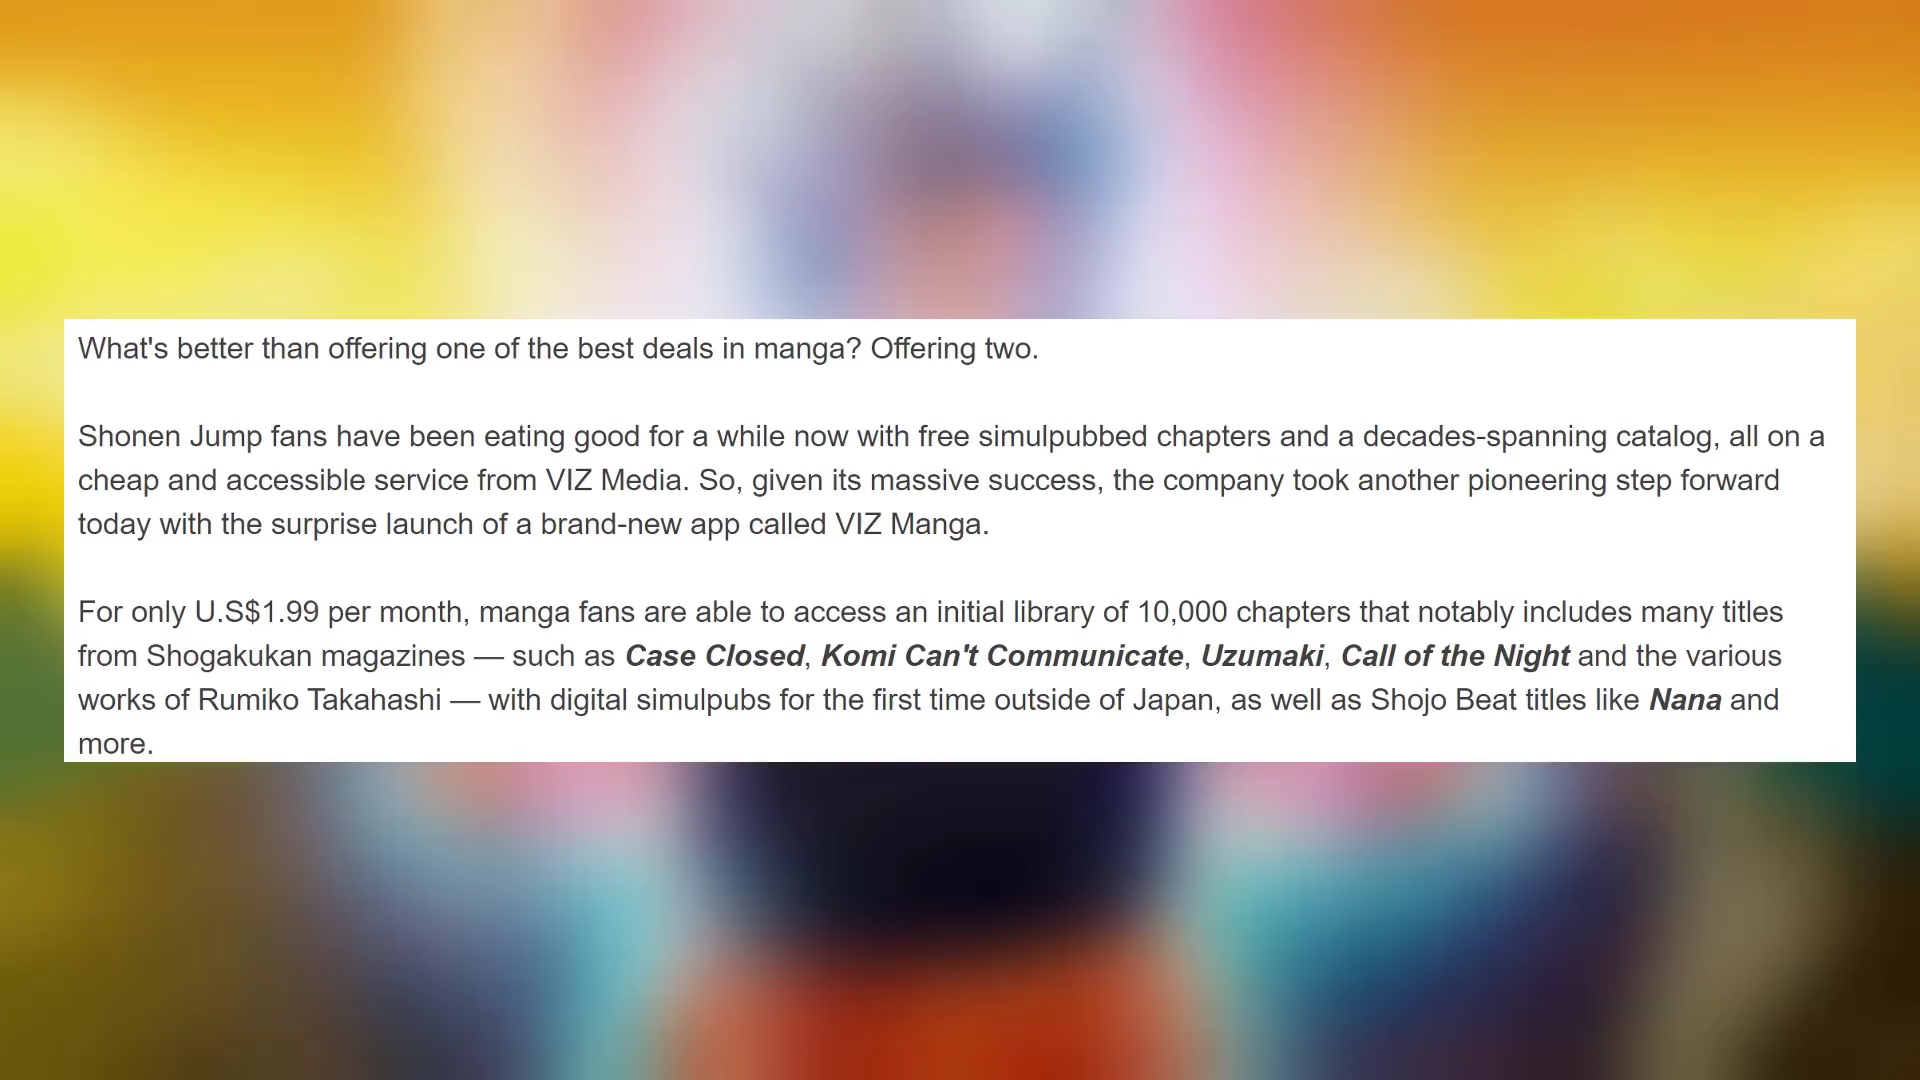 What's better than offering one of the best deals in manga? Offering two.
Shonen Jump fans have been eating good for a while now with free simulpubbed chapters and a decades-spanning catalog, all on a
cheap and accessible service from VIZ Media. So, given its massive success, the company took another pioneering step forward
today with the surprise launch of a brand-new app called VIZ Manga.
For only U.S$1.99 per month, manga fans are able to access an initial library of 10,000 chapters that notably includes many titles
from Shogakukan magazines — such as Case Closed, Komi Can't Communicate, Uzumaki, Call of the Night and the various
works of Rumiko Takahashi — with digital simulpubs for the first time outside of Japan, as well as Shojo Beat titles like Nana and
more.